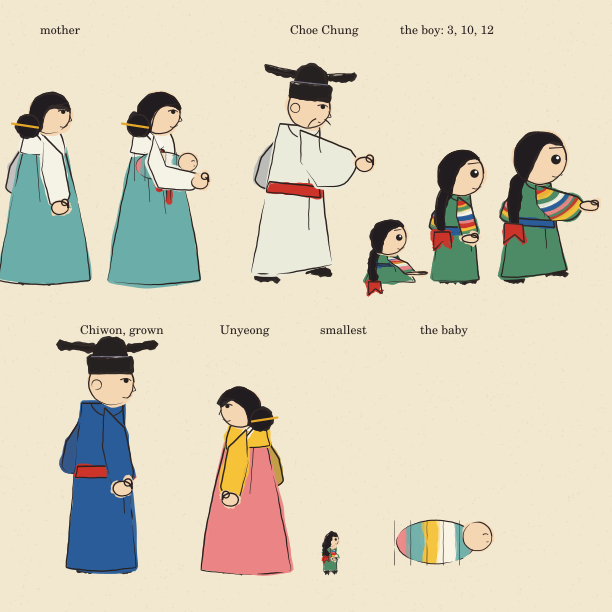 mother
Choe Chung
the boy: 3, 10, 12
Chiwon, grown
Unyeong
smallest
the baby